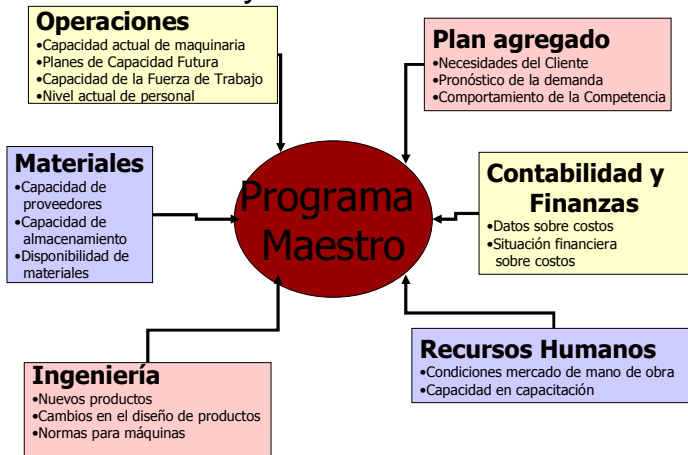 y
Operaciones
•Capacidad actual de maquinaria
•Planes de Capacidad Futura
•Capacidad de la Fuerza de Trabajo
•Nivel actual de personal
Plan agregado
•Necesidades del Cliente
•Pronóstico de la demanda
•Comportamiento de la Competencia
Materiales
•Capacidad de
proveedores
•Capacidad de
almacenamiento
•Disponibilidad de
materiales
Programa
Maestro
Contabilidad y
Finanzas
•Datos sobre costos
•Situación financiera
sobre costos
Ingeniería
•Nuevos productos
•Cambios en el diseño de productos
•Normas para máquinas
Recursos Humanos
•Condiciones mercado de mano de obra
•Capacidad en capacitación